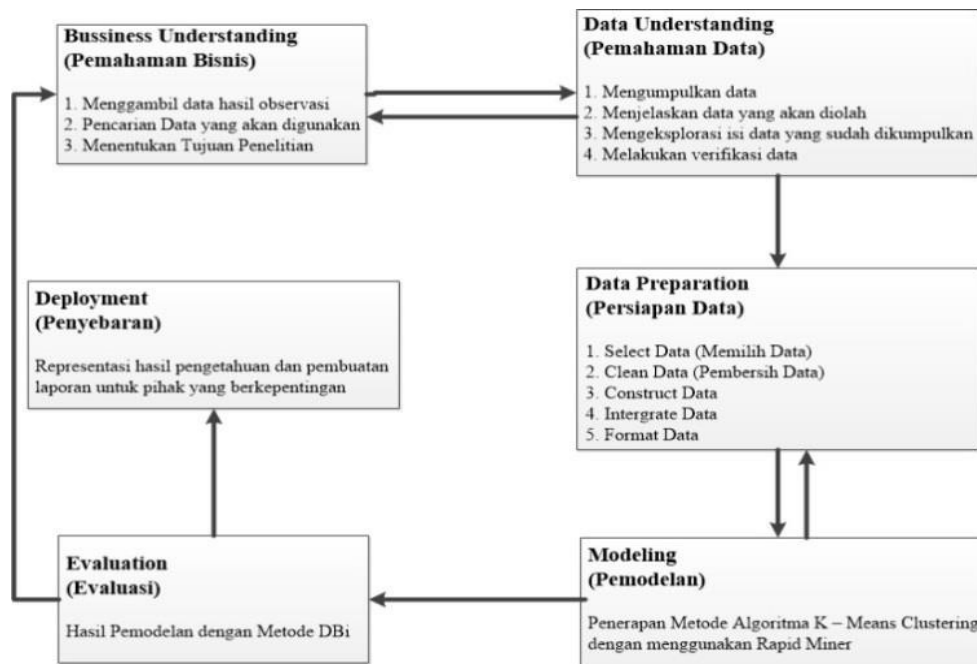 Bussiness Understanding
(Pemahaman Bisnis)
1. Menggambil data hasil observasi
2. Pencarian Data yang akan digunakan
3. Menentukan Tujuan Penelitian
Data Understanding
(Pemahaman Data)
1. Mengumpulkan data
2. Menjelaskan data yang akan diolah
3. Mengeksplorasi isi data yang sudah dikumpulkan
4. Melakukan verifikasi data
Data Preparation
(Persiapan Data)
1. Select Data (Memilih Data)
2. Clean Data (Pembersih Data)
3. Construct Data
4. Intergrate Data
5. Format Data
Modeling
(Pemodelan)
Penerapan Metode Algoritma K – Means Clustering
dengan menggunakan Rapid Miner
Evaluation
(Evaluasi)
Hasil Pemodelan dengan Metode DBi
Deployment
(Penyebaran)
Representasi hasil pengetahuan dan pembuatan
laporan untuk pihak yang berkepentingan